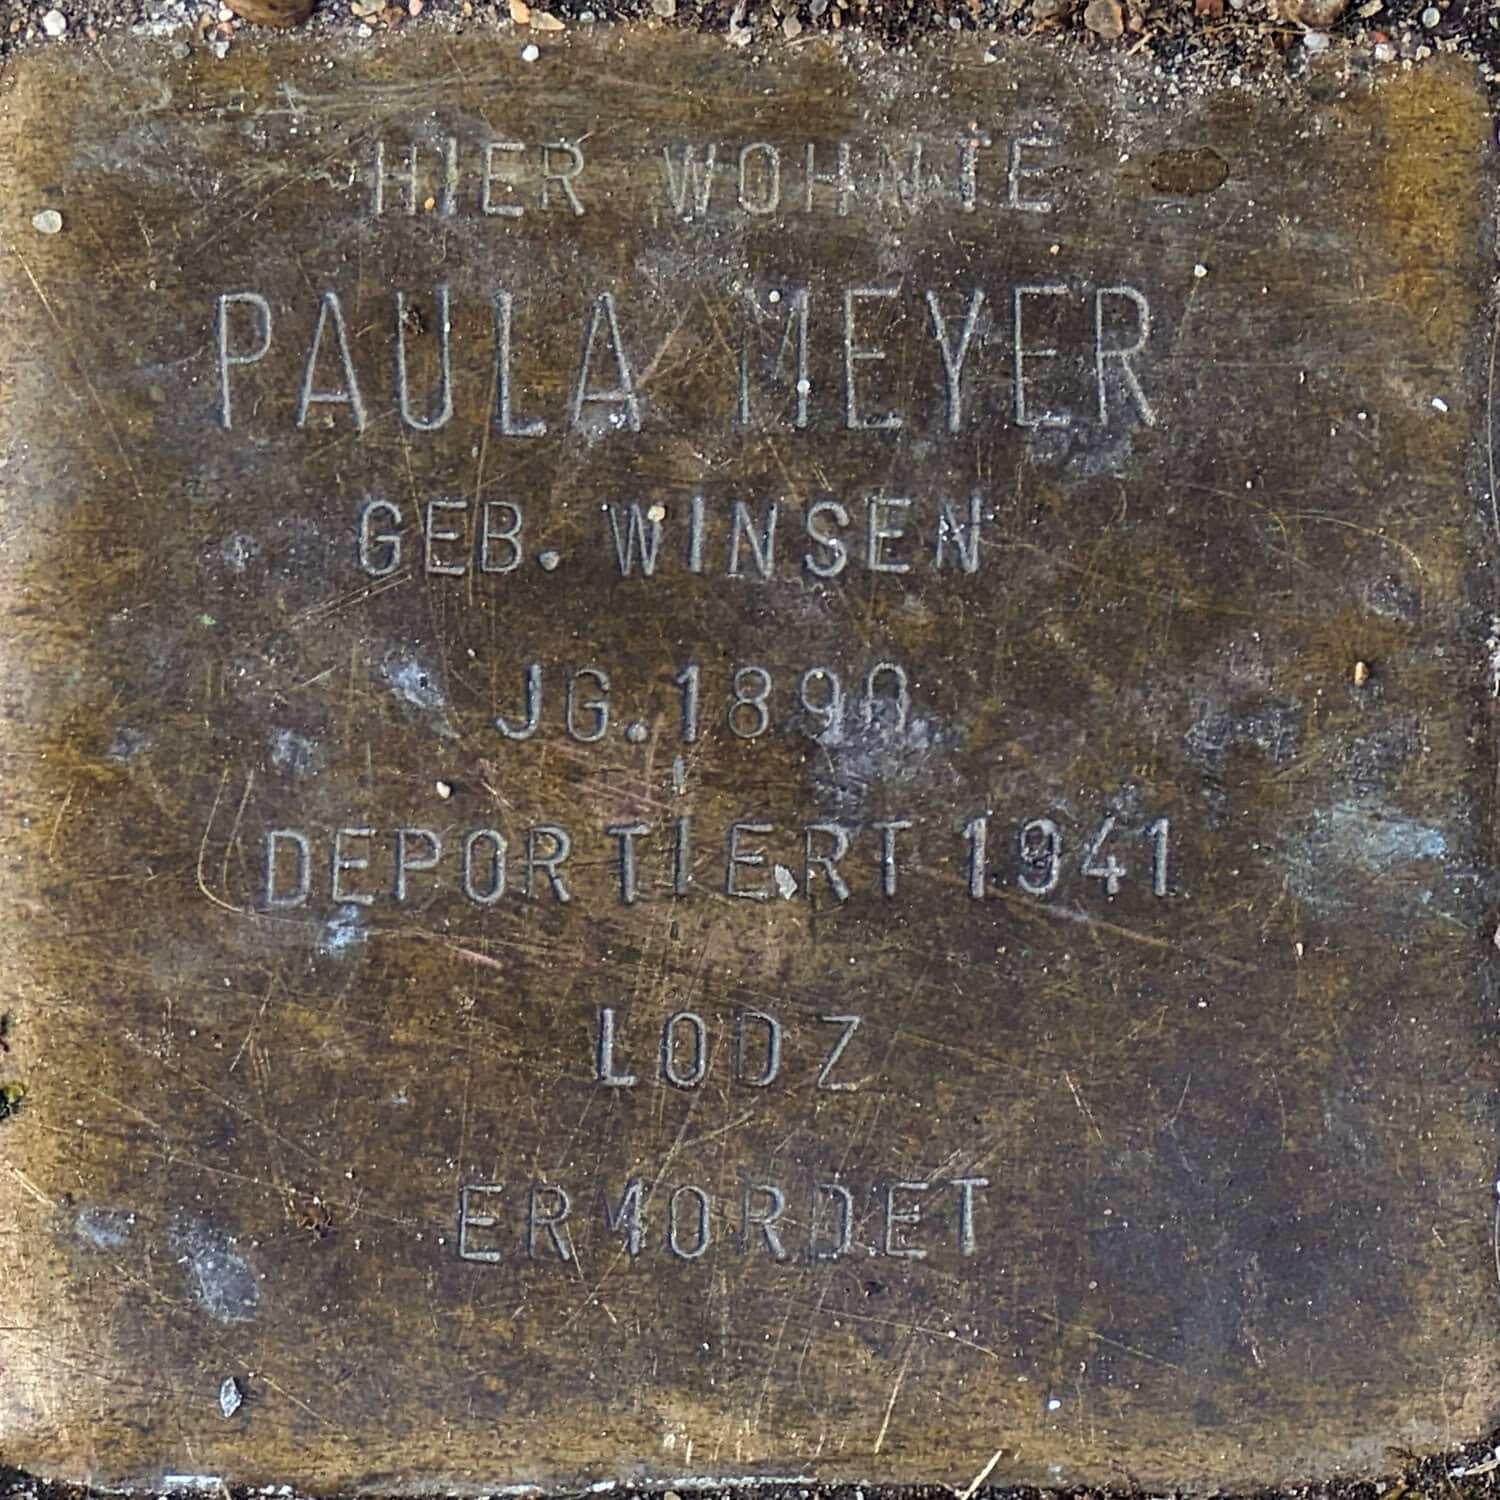 HIER WOHNTE
PAULA MEYER
GEB. WINSEN
JG. 1890
DEPORTIERT 1941
LODZ
ERMORDET